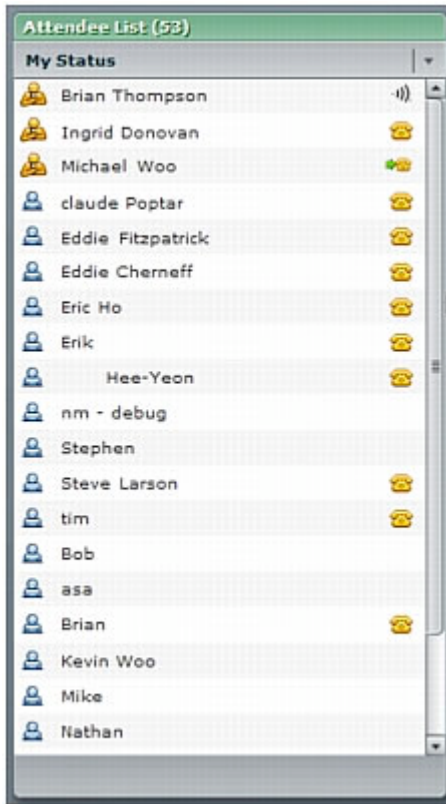 Attendee List (53)
My Status
Brian Thompson
Ingrid Donovan
Michael Woo
claude Poptar
Eddie Fitzpatrick
Eddie Cherneff
Eric Ho
Erik
Hee-Yeon
nm - debug
Stephen
Steve Larson
tim
Bob
asa
Brian
Kevin Woo
Mike
Nathan